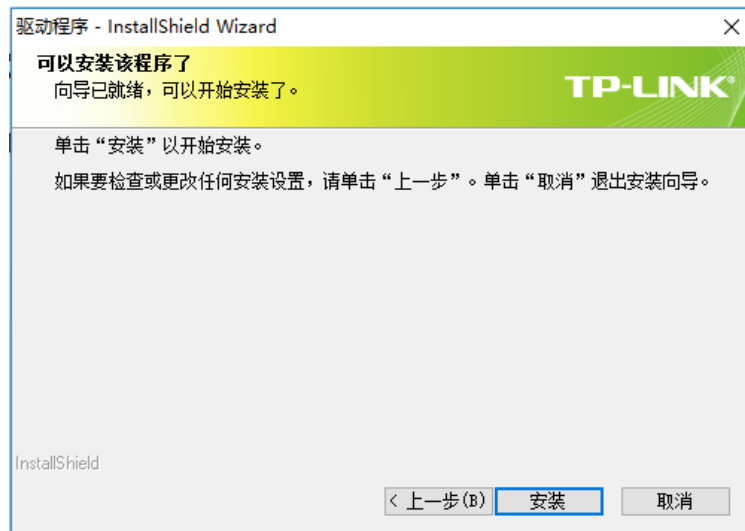 驱动程序 - InstallShield Wizard
可以安装该程序了
向导已就绪，可以开始安装了。
TP-LINK®
单击“安装”以开始安装。
如果要检查或更改任何安装设置，请单击“上一步”。单击“取消”退出安装向导。
InstallShield
< 上一步(B)
安装
取消